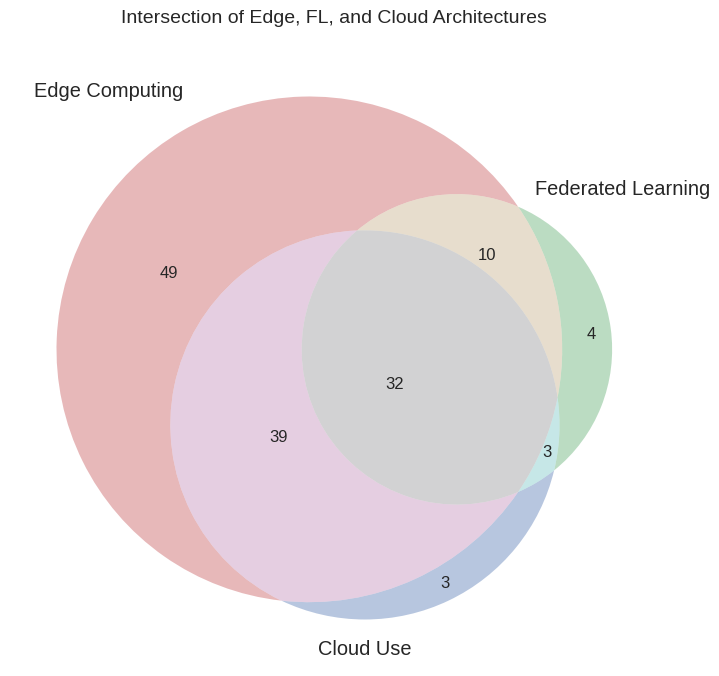 Intersection of Edge, FL, and Cloud Architectures
Edge Computing
Federated Learning
10
49
4
32
39
3
3
Cloud Use